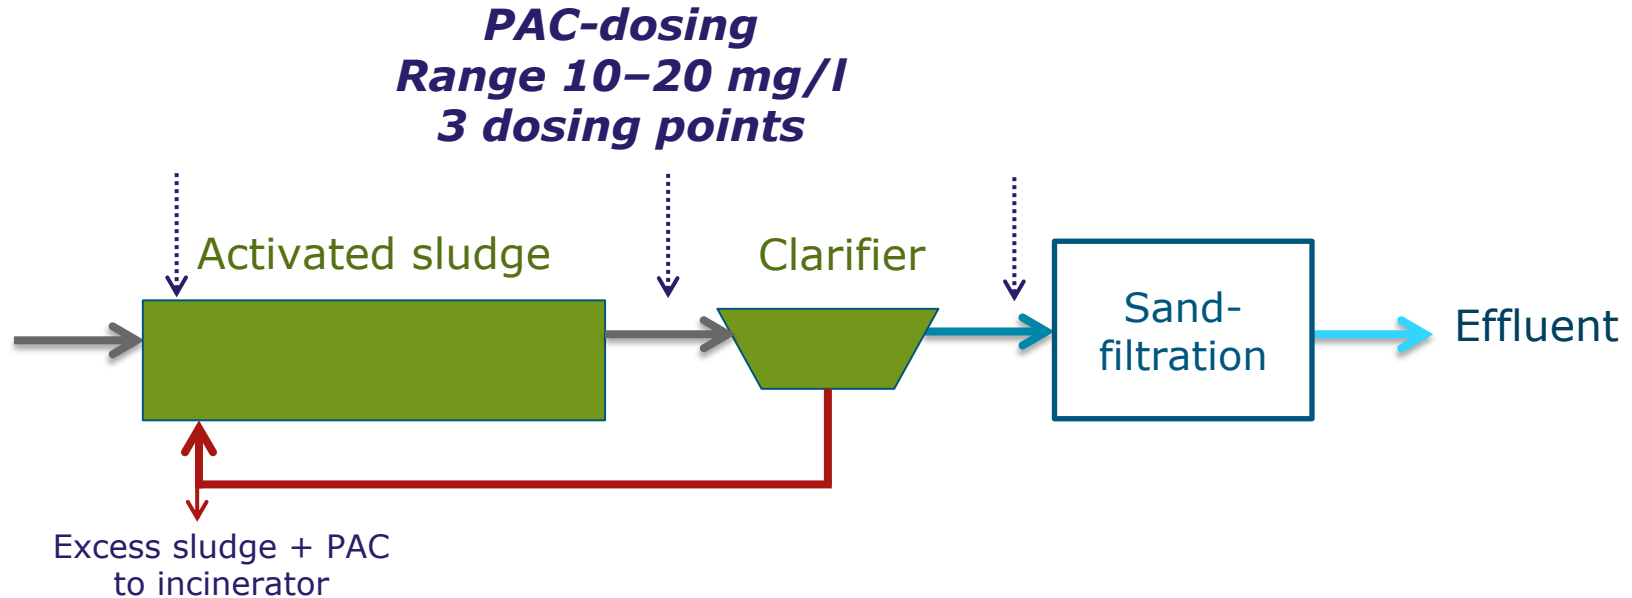 PAC-dosing
Range 10–20 mg/l
3 dosing points
Activated sludge
Clarifier
Sand-
filtration
Effluent
Excess sludge + PAC
to incinerator